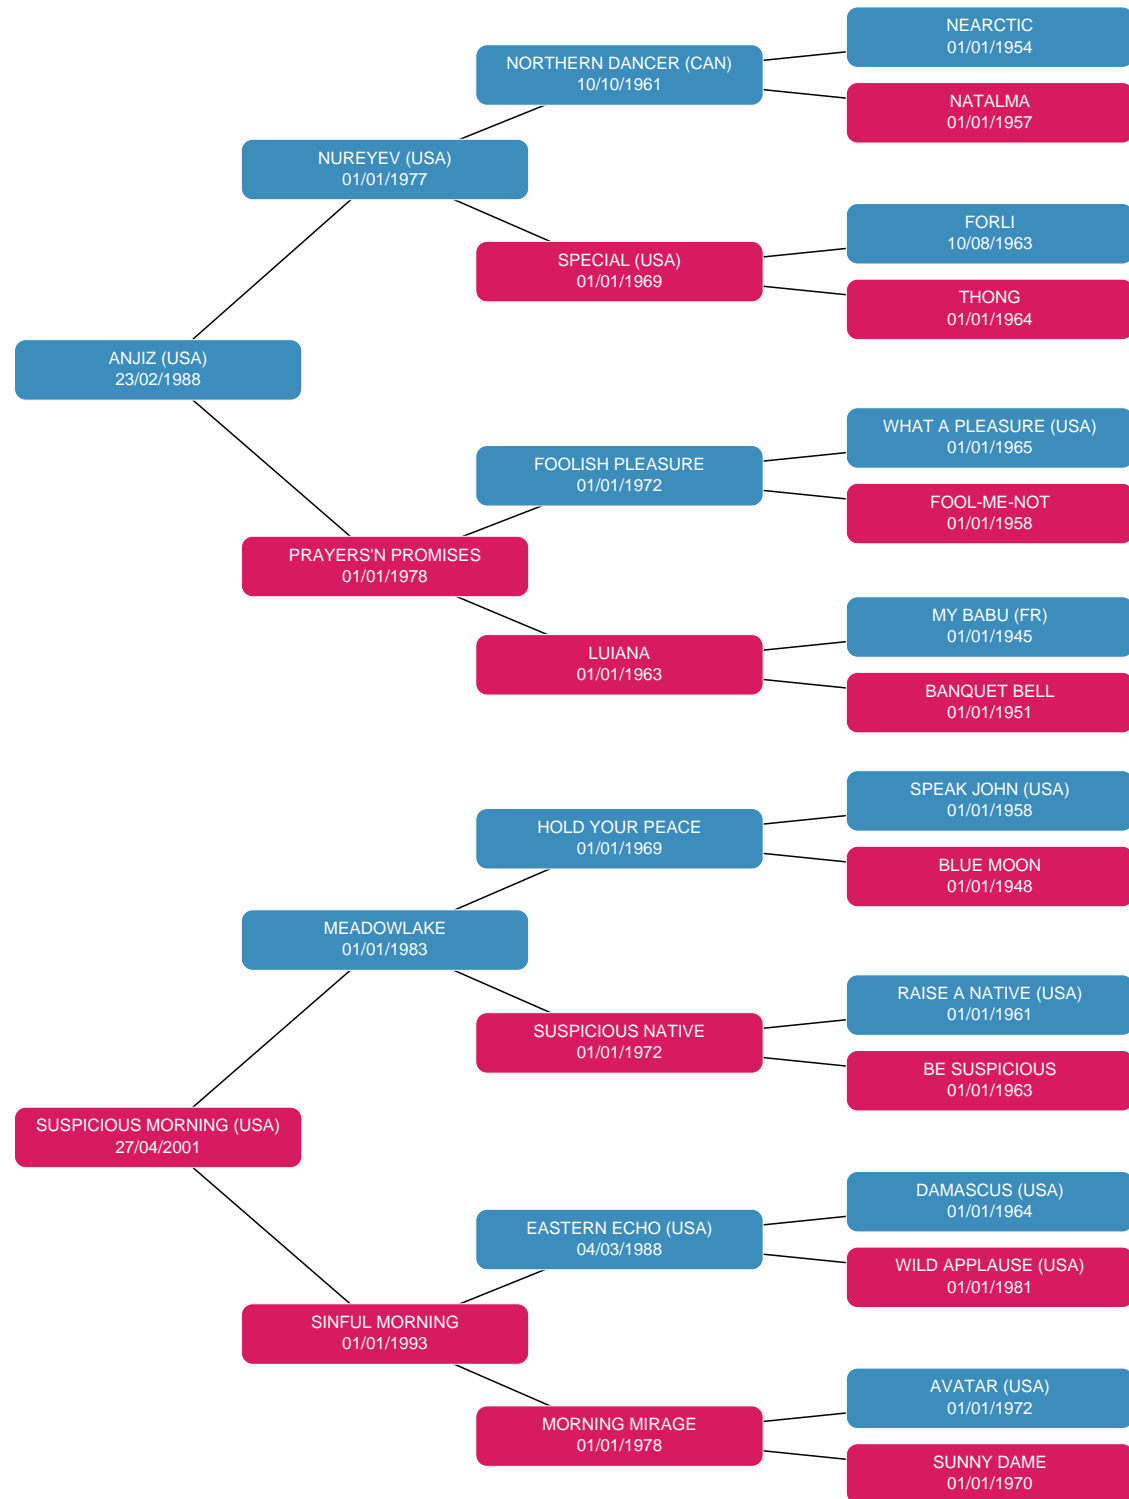 NEARCTIC
01/01/1954
NORTHERN DANCER (CAN)
10/10/1961
NATALMA
01/01/1957
NUREYEV (USA)
01/01/1977
FORLI
10/08/1963
SPECIAL (USA)
01/01/1969
THONG
01/01/1964
ANJIZ (USA)
23/02/1988
WHAT A PLEASURE (USA)
01/01/1965
FOOLISH PLEASURE
01/01/1972
FOOL-ME-NOT
01/01/1958
PRAYERS'N PROMISES
01/01/1978
MY BABU (FR)
01/01/1945
LUIANA
01/01/1963
BANQUET BELL
01/01/1951
SPEAK JOHN (USA)
01/01/1958
HOLD YOUR PEACE
01/01/1969
BLUE MOON
01/01/1948
MEADOWLAKE
01/01/1983
RAISE A NATIVE (USA)
01/01/1961
SUSPICIOUS NATIVE
01/01/1972
BE SUSPICIOUS
01/01/1963
SUSPICIOUS MORNING (USA)
27/04/2001
DAMASCUS (USA)
01/01/1964
EASTERN ECHO (USA)
04/03/1988
WILD APPLAUSE (USA)
01/01/1981
SINFUL MORNING
01/01/1993
AVATAR (USA)
01/01/1972
MORNING MIRAGE
01/01/1978
SUNNY DAME
01/01/1970